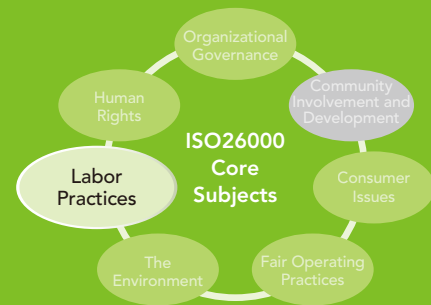 Organizational
Governance
Community
Involvement and
Development
Human
Rights
ISO26000
Core
Subjects
Labor
Practices
Consumer
Issues
The
Environment
Fair Operating
Practices